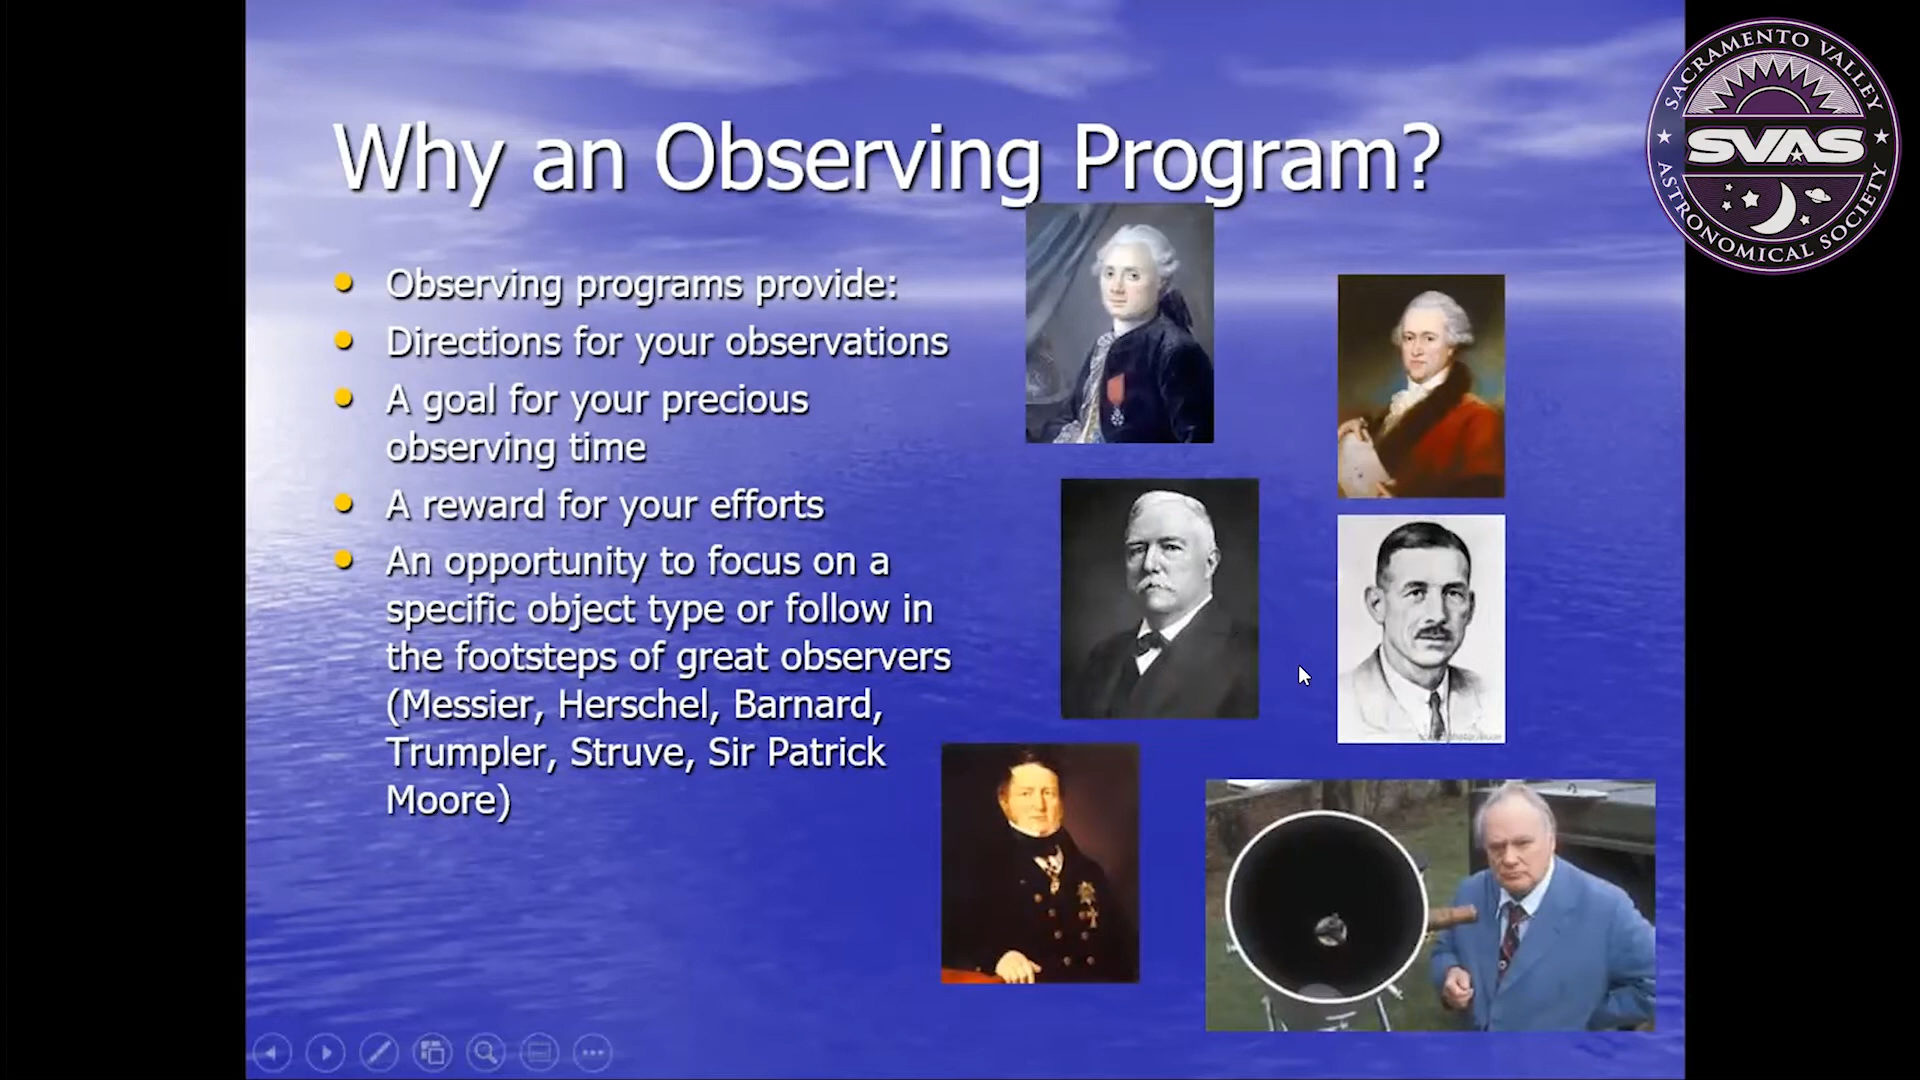 Why an Observing Program?
Observing programs provide:
Directions for your observations
A goal for your precious
observing time
A reward for your efforts
An opportunity to focus on a
specific object type or follow in
the footsteps of great observers
(Messier, Herschel, Barnard,
Trumpler, Struve, Sir Patrick
Moore)
SACRAMENTO VALLEY
SVAS
ASTRONOMICAL SOCIETY